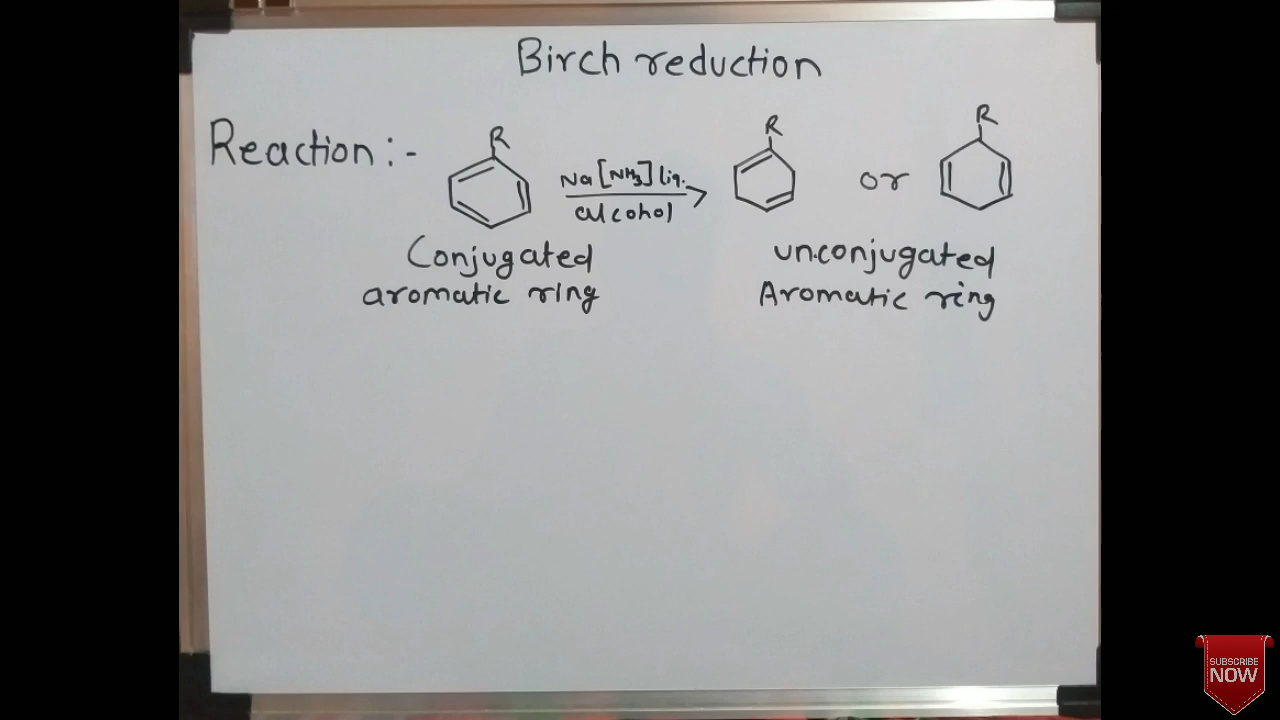 Birch reduction
Reaction :-
R
Na [NH3] liq.
alcohol
R
or
R
Conjugated
aromatic ring
unconjugated
Aromatic ring
SUBSCRIBE
NOW